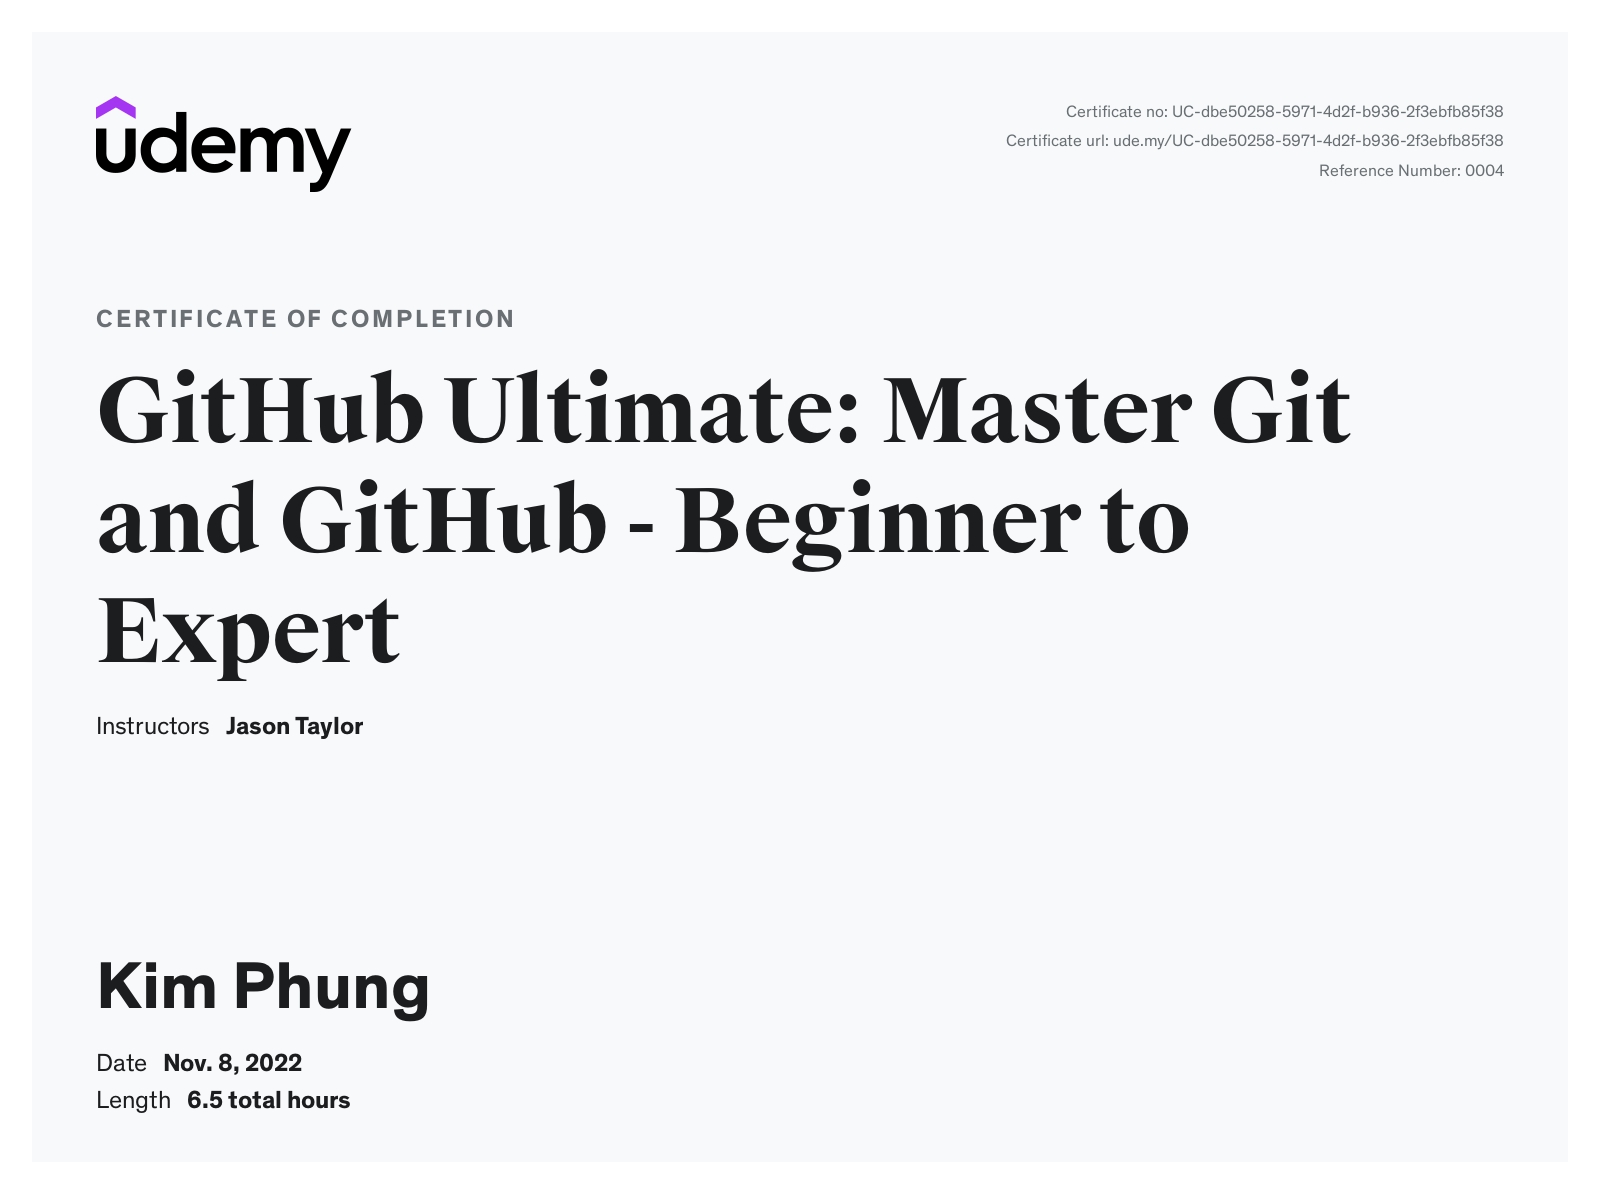 udemy
Certificate no: UC-dbe50258-5971-4d2f-b936-2f3ebfb85f38
Certificate url: ude.my/UC-dbe50258-5971-4d2f-b936-2f3ebfb85f38
Reference Number: 0004
CERTIFICATE OF COMPLETION
GitHub Ultimate: Master Git
and GitHub - Beginner to
Expert
Instructors Jason Taylor
Kim Phung
Date Nov. 8, 2022
Length 6.5 total hours